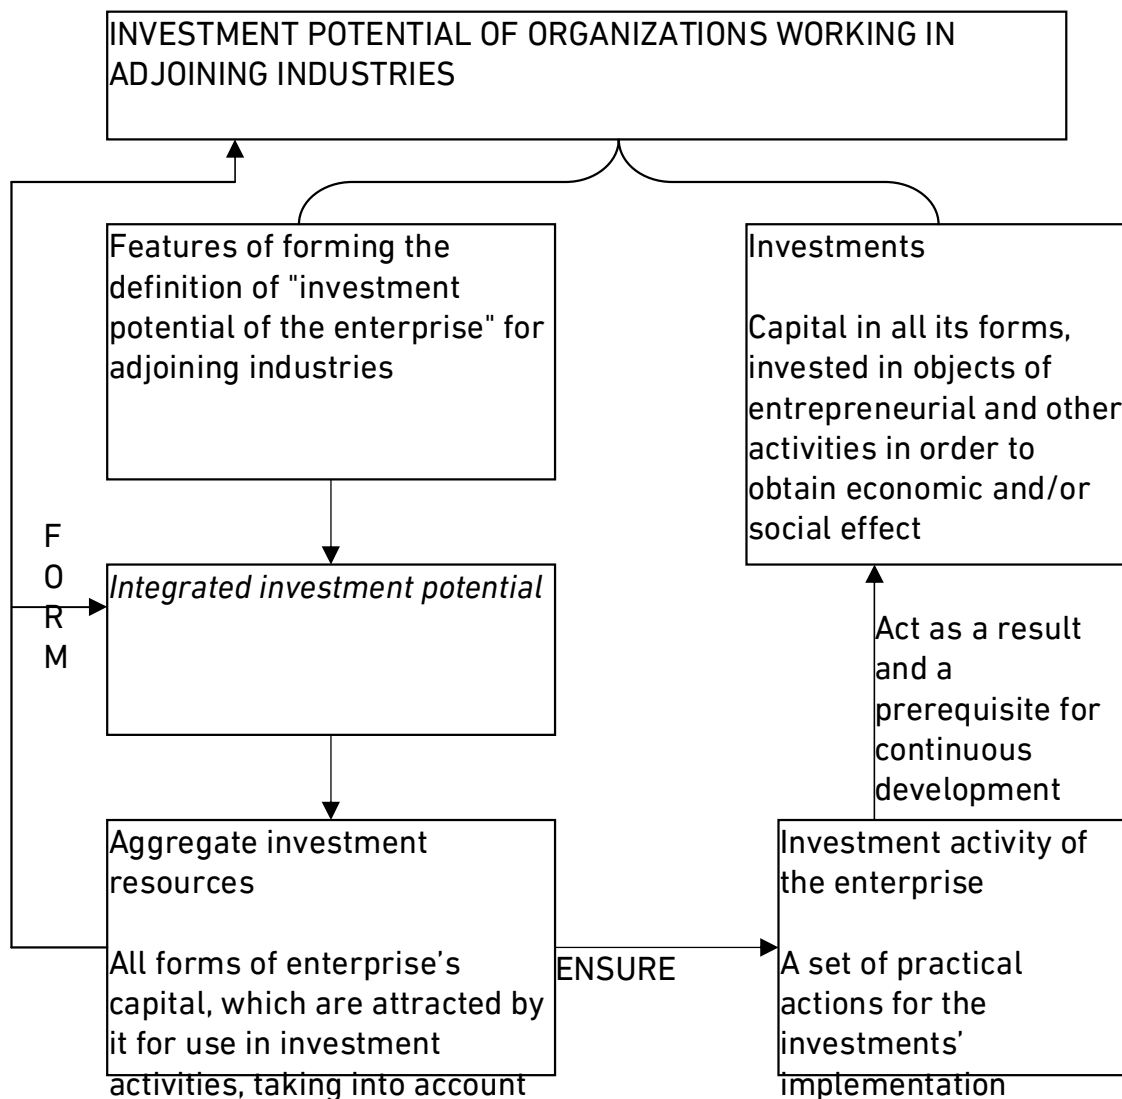 INVESTMENT POTENTIAL OF ORGANIZATIONS WORKING IN
ADJOINING INDUSTRIES
Features of forming the
definition of "investment
potential of the enterprise" for
adjoining industries
Investments
Capital in all its forms,
invested in objects of
entrepreneurial and other
activities in order to
obtain economic and/or
social effect
F
O
R
M
Integrated investment potential
Act as a result
and a
prerequisite for
continuous
development
Aggregate investment
resources
All forms of enterprise’s
capital, which are attracted by
it for use in investment
activities, taking into account
ENSURE
Investment activity of
the enterprise
A set of practical
actions for the
investments’
implementation